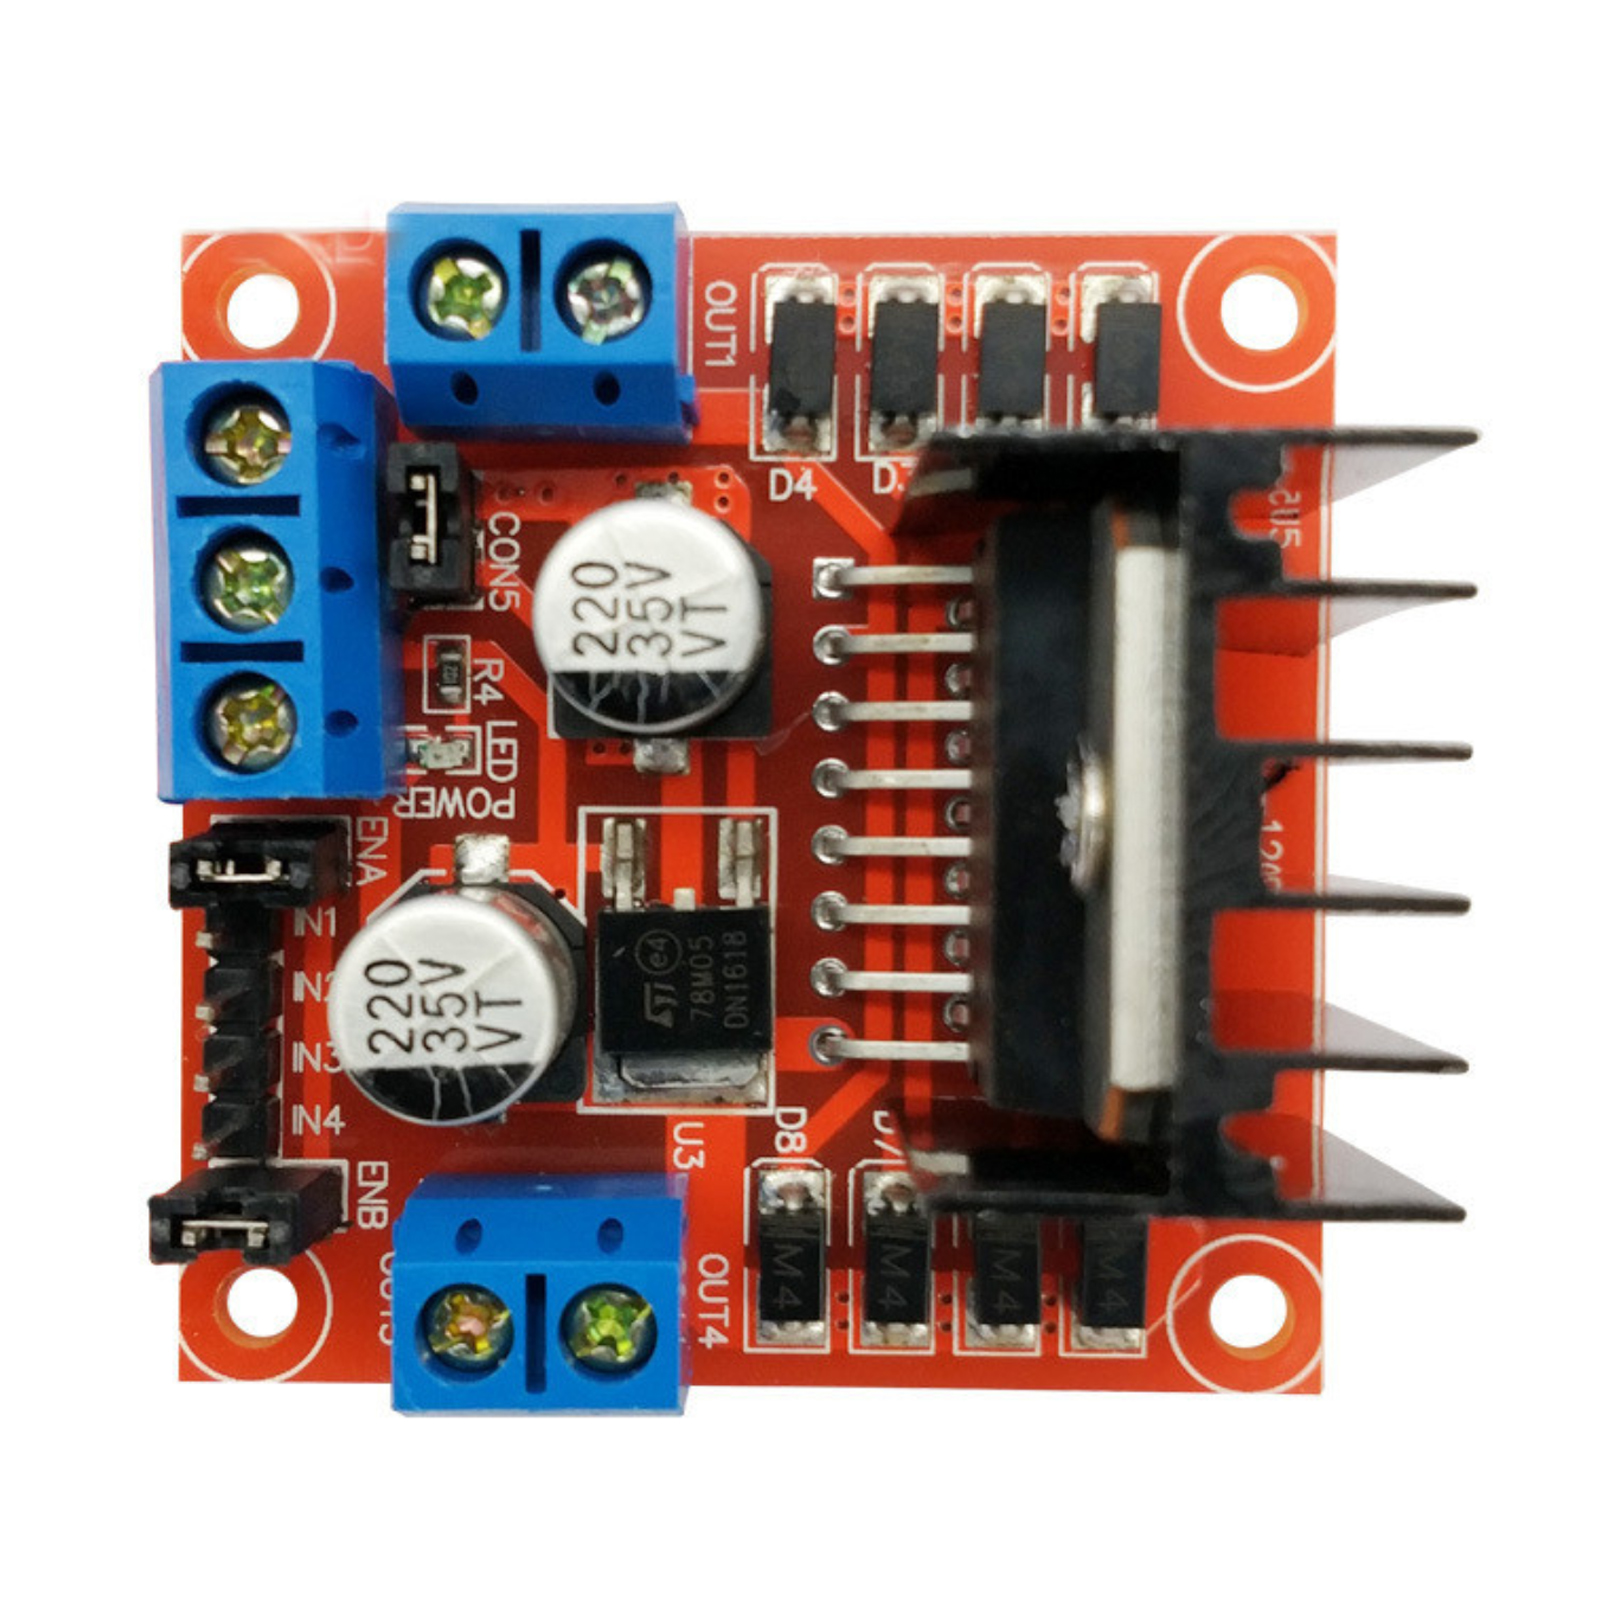 OUT1
D4
CON5
220
35V
VT
R4
LED
POWER
ENA
IN1
IN2
IN3
IN4
220
35V
VT
e4
78M05
DN1618
U3
D8
ENB
OUT4
M4
M4
M4
M4